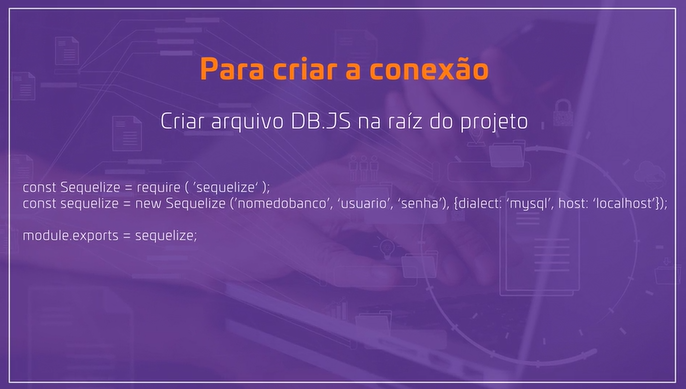 Para criar a conexão
Criar arquivo DB.JS na raíz do projeto
const Sequelize = require ( ’sequelize‘ );
const sequelize = new Sequelize (’nomedobanco’, ‘usuario’, ‘senha’), {dialect: ‘mysql’, host: ‘localhost’});
module.exports = sequelize;